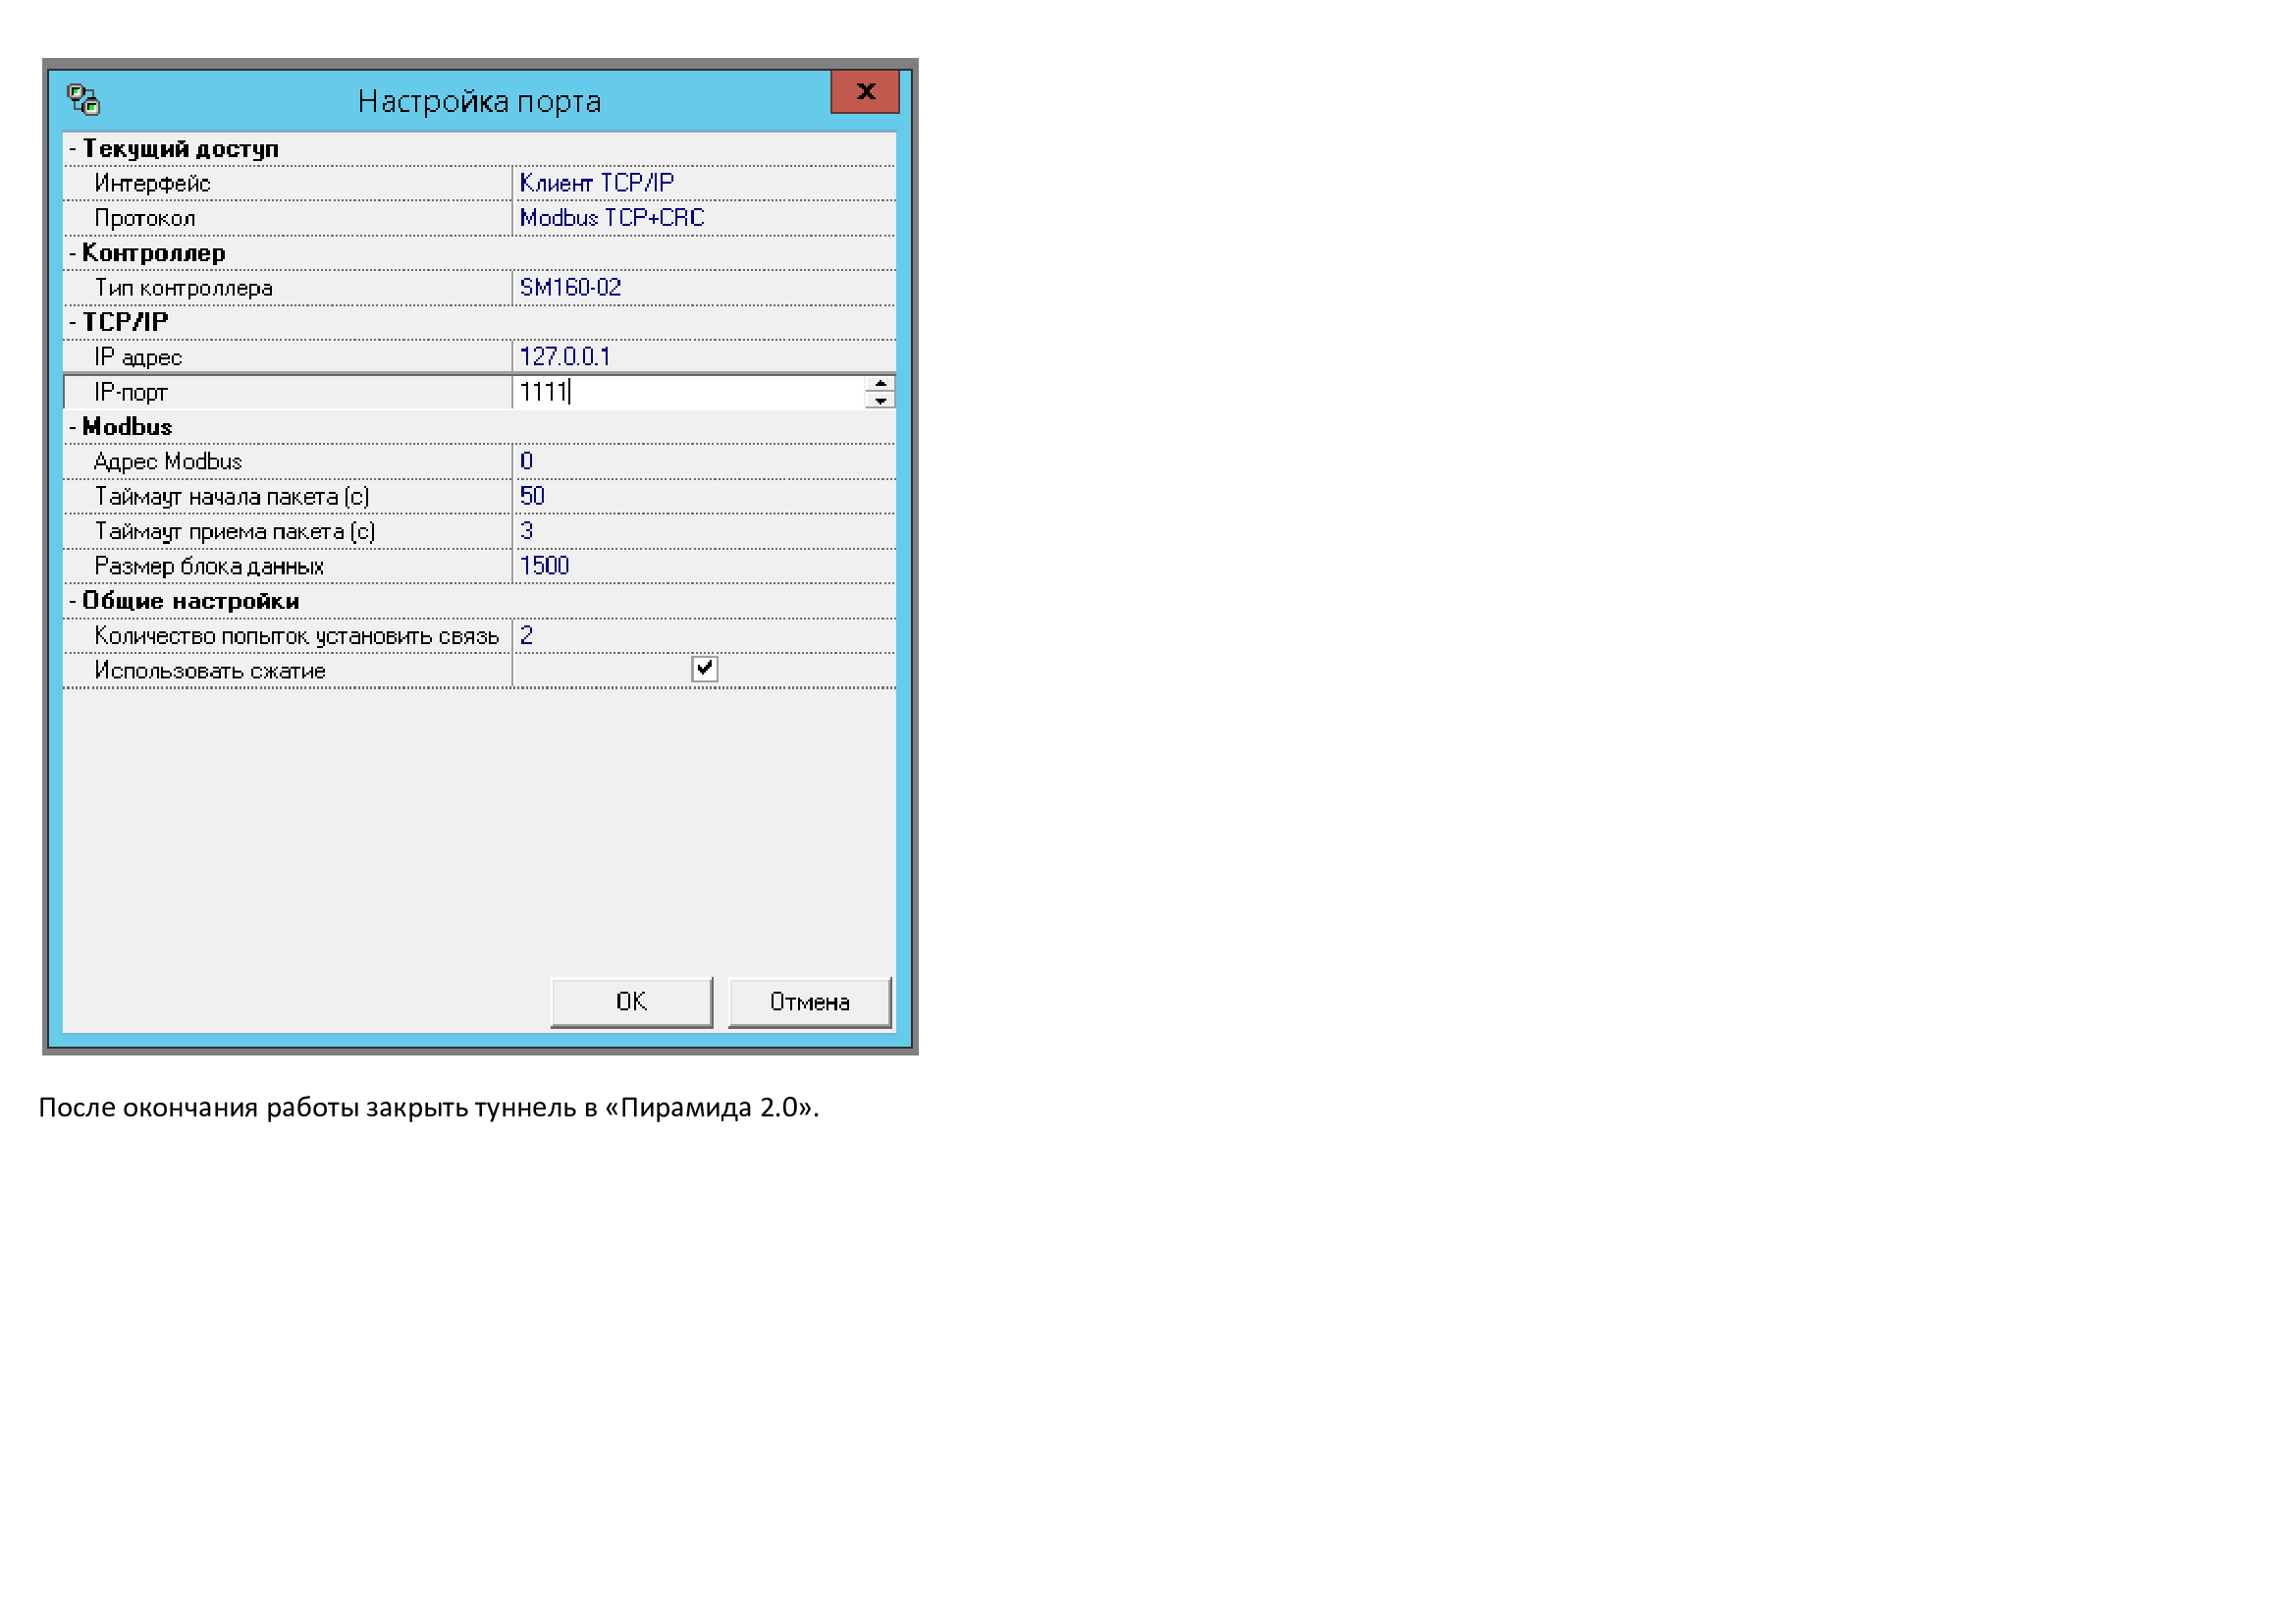 Настройка порта
x
- Текущий доступ
Интерфейс Клиент TCP/IP
Протокол Modbus TCP+CRC
- Контроллер
Тип контроллера SM160-02
- TCP/IP
IP адрес 127.0.0.1
IP-порт 1111
- Modbus
Адрес Modbus 0
Таймаут начала пакета (с) 50
Таймаут приема пакета (с) 3
Размер блока данных 1500
- Общие настройки
Количество попыток установить связь 2
Использовать сжатие
OK Отмена
После окончания работы закрыть туннель в «Пирамида 2.0».